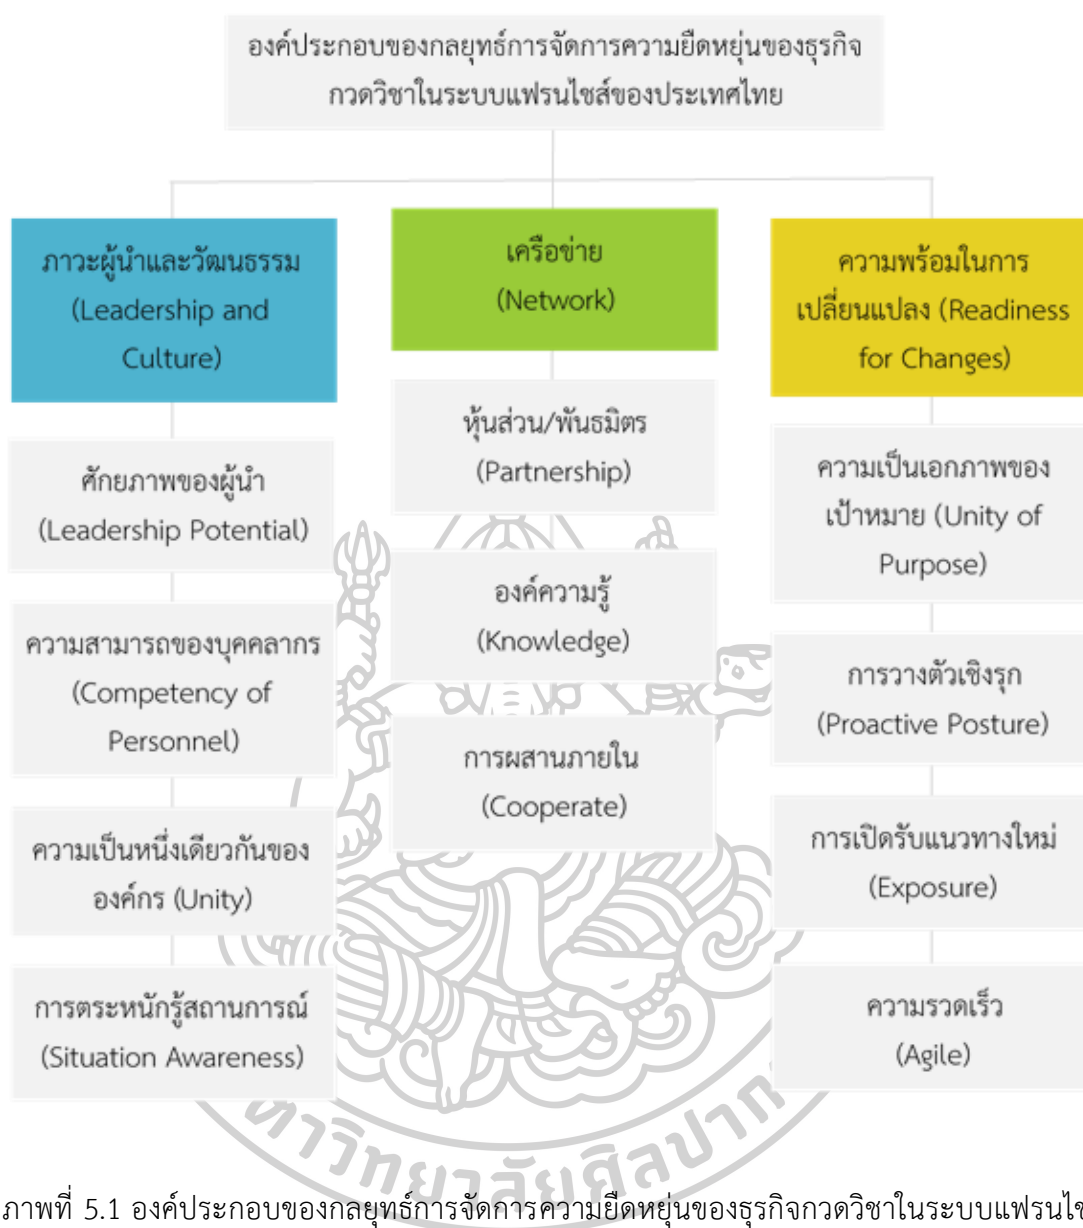 องค์ประกอบของกลยุทธ์การจัดการความยืดหยุ่นของธุรกิจ
กวดวิชาในระบบแฟรนไชส์ของประเทศไทย
ภาวะผู้นำและวัฒนธรรม
(Leadership and
Culture)
ศักยภาพของผู้นำ
(Leadership Potential)
ความสามารถของบุคคลากร
(Competency of
Personnel)
ความเป็นหนึ่งเดียวกันของ
องค์กร (Unity)
การตระหนักรู้สถานการณ์
(Situation Awareness)
เครือข่าย
(Network)
หุ้นส่วน/พันธมิตร
(Partnership)
องค์ความรู้
(Knowledge)
การผสานภายใน
(Cooperate)
ความพร้อมในการ
เปลี่ยนแปลง (Readiness
for Changes)
ความเป็นเอกภาพของ
เป้าหมาย (Unity of
Purpose)
การวางตัวเชิงรุก
(Proactive Posture)
การเปิดรับแนวทางใหม่
(Exposure)
ความรวดเร็ว
(Agile)
าวิทยาลัยศิลปาก
ภาพที่ 5.1 องค์ประกอบของกลยุทธ์การจัดการความยืดหยุ่นของธุรกิจกวดวิชาในระบบแฟรนไช